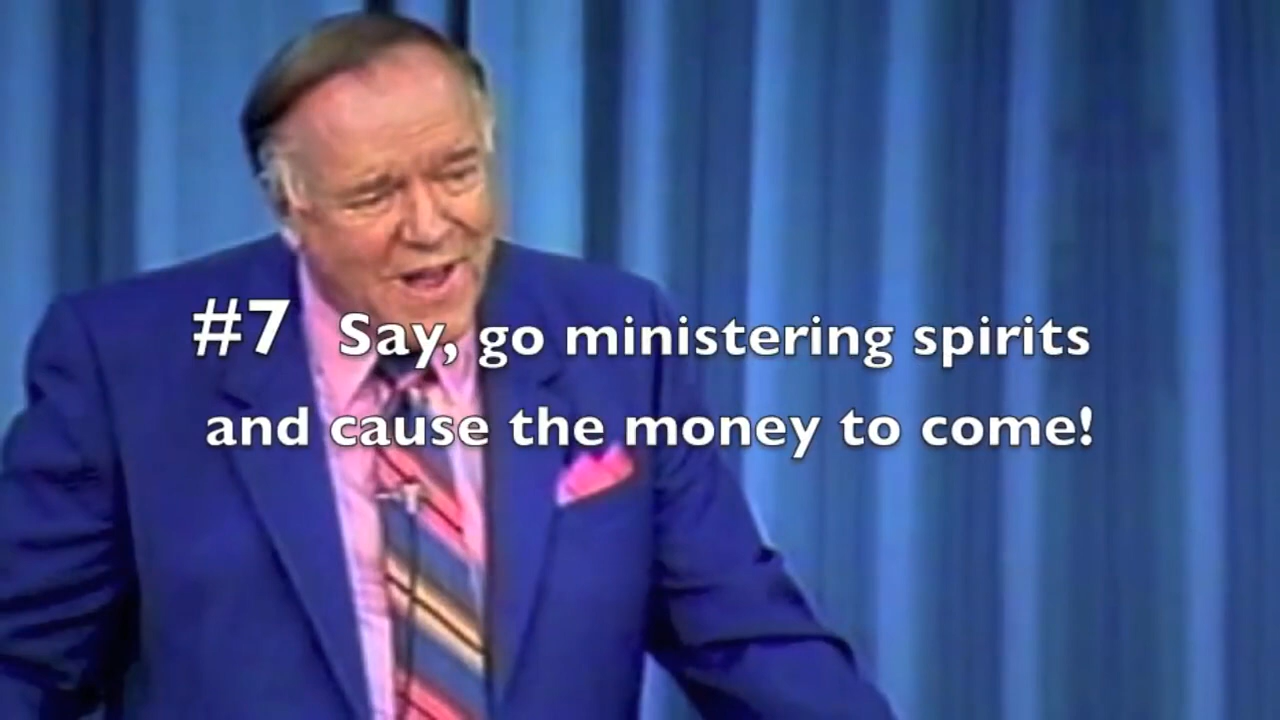 #7 Say, go ministering spirits
and cause the money to come!